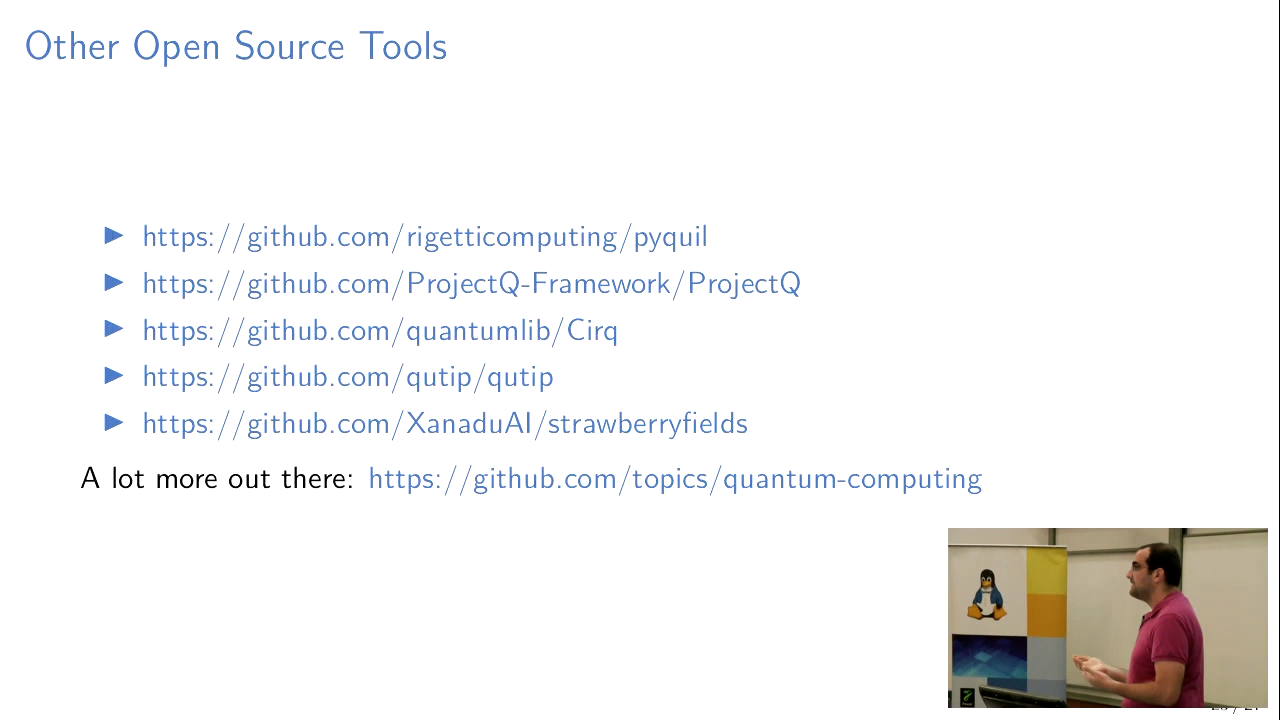 Other Open Source Tools
https://github.com/rigetticomputing/pyquil
https://github.com/ProjectQ-Framework/ProjectQ
https://github.com/quantumlib/Cirq
https://github.com/qutip/qutip
https://github.com/XanaduAI/strawberryfields
A lot more out there: https://github.com/topics/quantum-computing